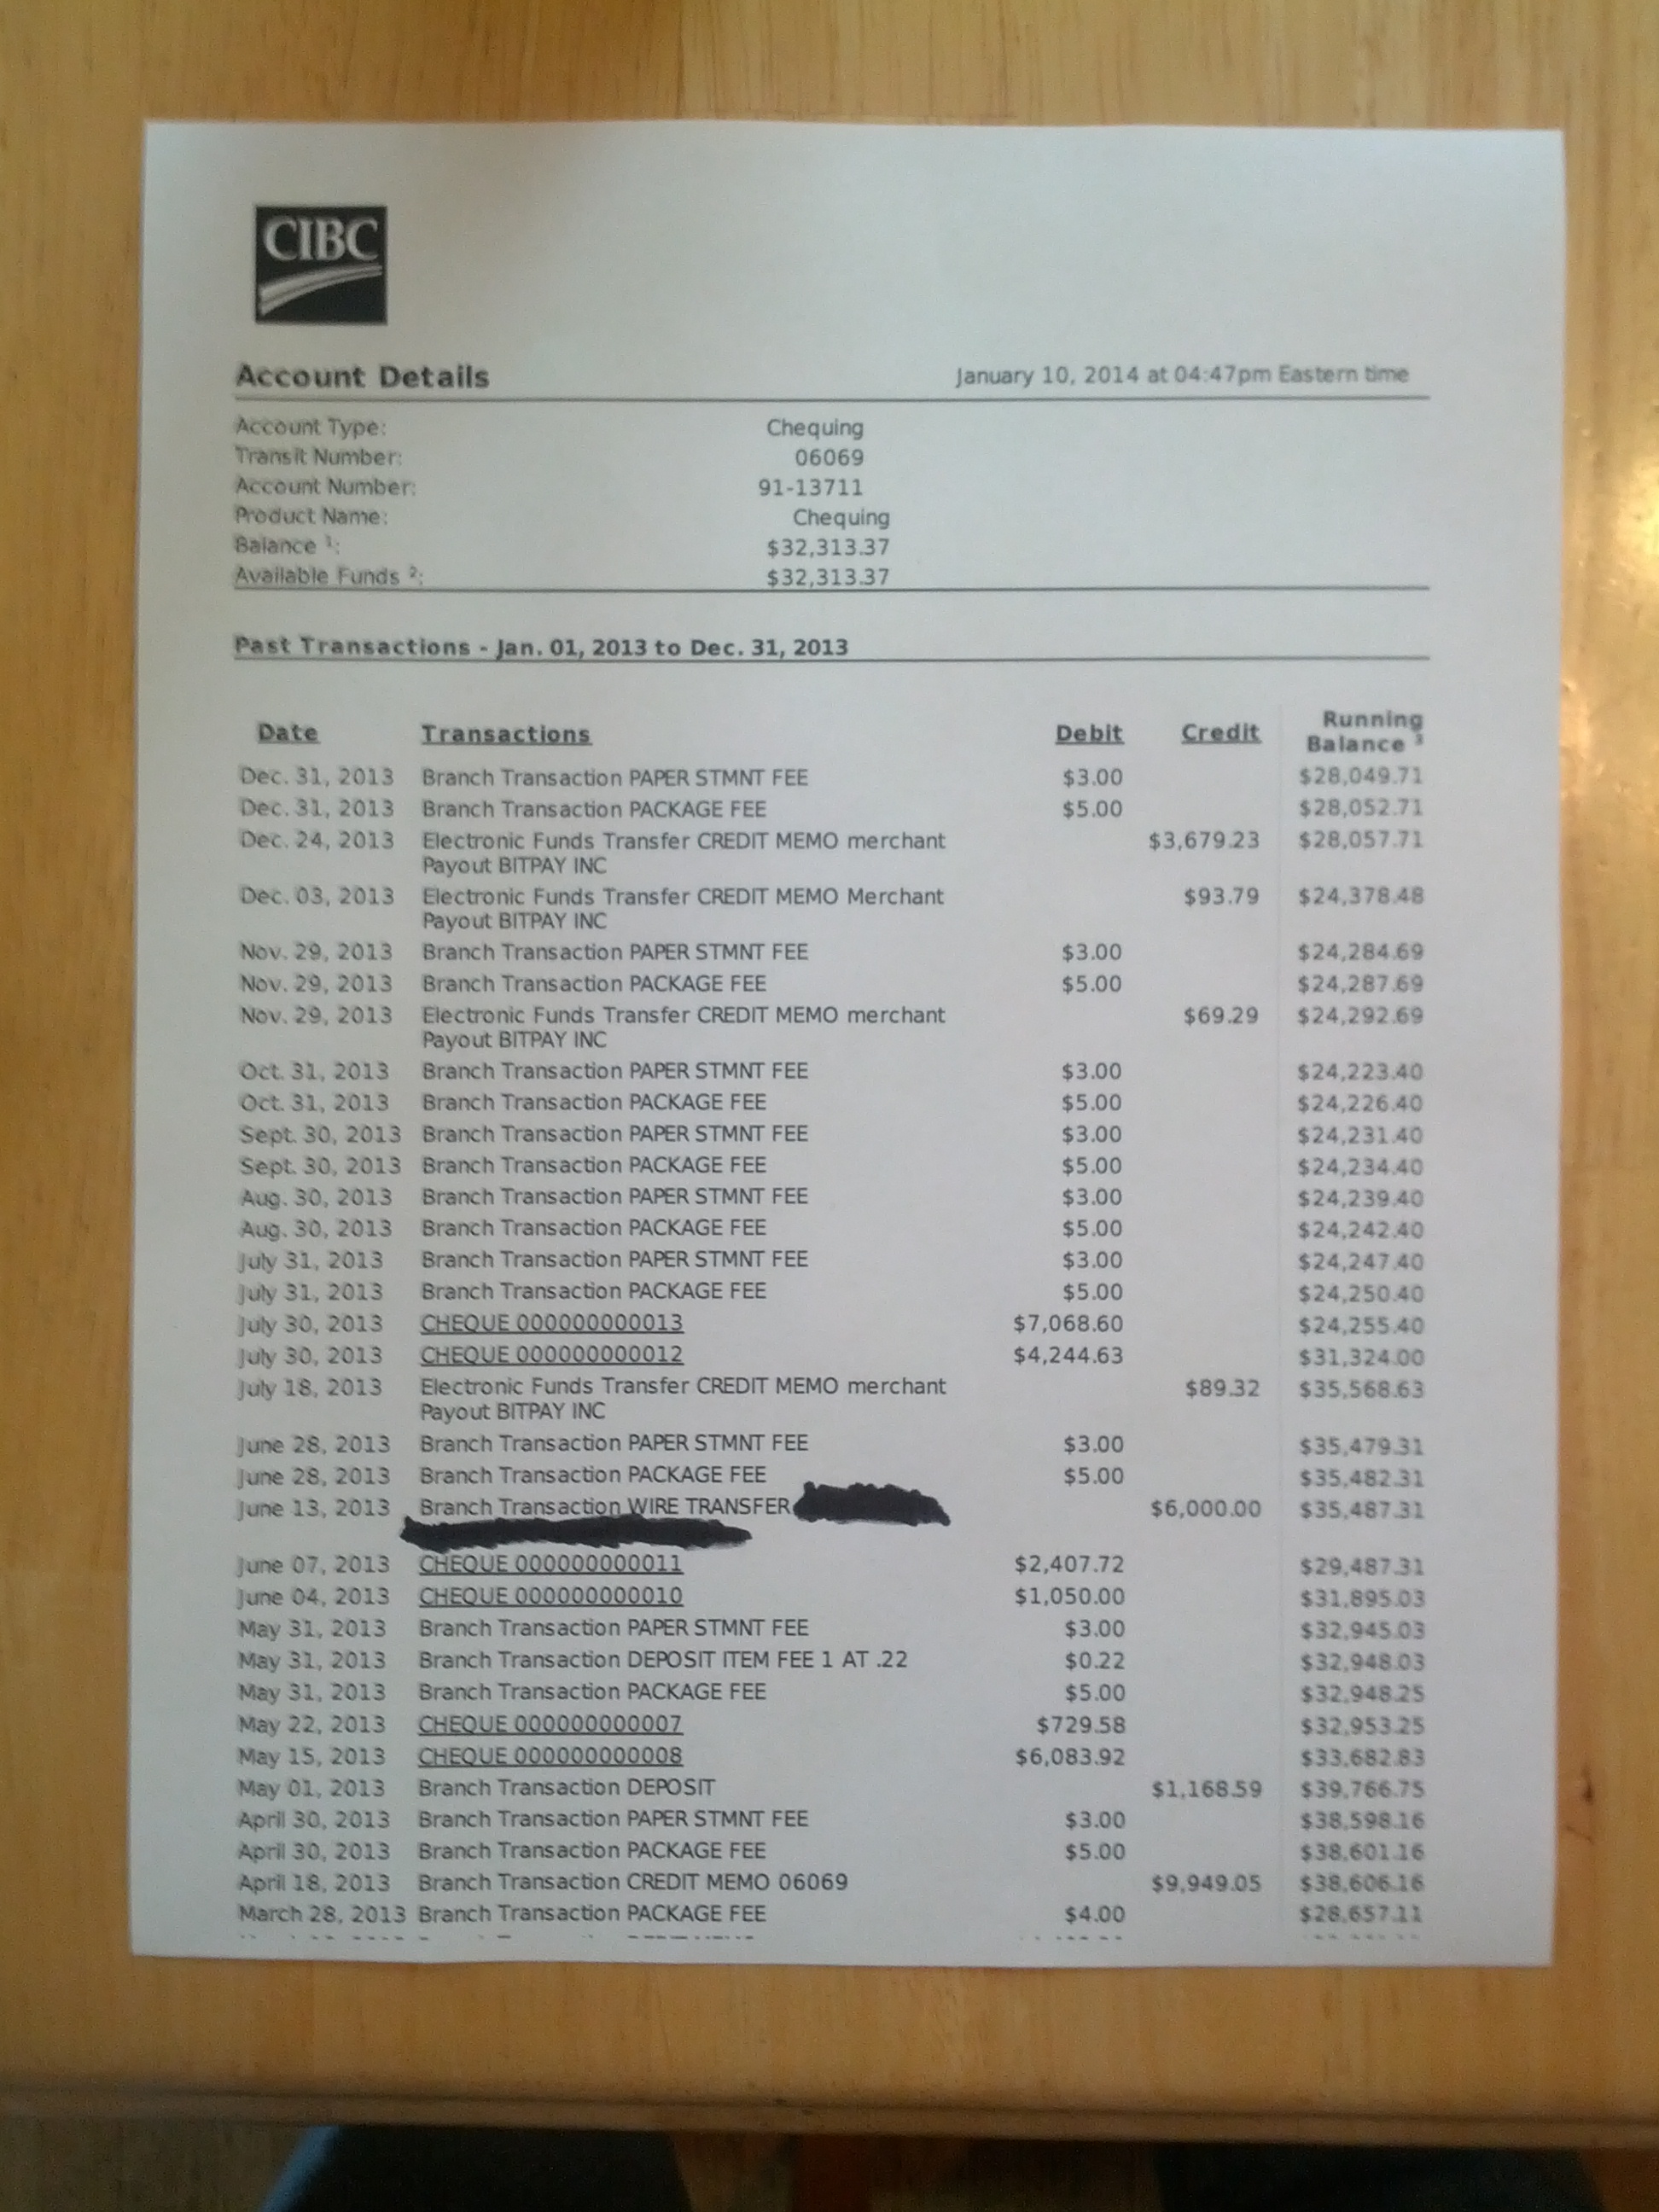 CIBC
Account Details January 10, 2014 at 04:47pm Eastern time
Account Type: Chequing
Transit Number: 06069
Account Number: 91-13711
Product Name: Chequing
Balance ¹: $32,313.37
Available Funds ²: $32,313.37
Past Transactions - Jan. 01, 2013 to Dec. 31, 2013
Date Transactions Debit Credit Running Balance ³
Dec. 31, 2013 Branch Transaction PAPER STMNT FEE $3.00 $28,049.71
Dec. 31, 2013 Branch Transaction PACKAGE FEE $5.00 $28,052.71
Dec. 24, 2013 Electronic Funds Transfer CREDIT MEMO merchant $3,679.23 $28,057.71
Payout BITPAY INC
Dec. 03, 2013 Electronic Funds Transfer CREDIT MEMO Merchant $93.79 $24,378.48
Payout BITPAY INC
Nov. 29, 2013 Branch Transaction PAPER STMNT FEE $3.00 $24,284.69
Nov. 29, 2013 Branch Transaction PACKAGE FEE $5.00 $24,287.69
Nov. 29, 2013 Electronic Funds Transfer CREDIT MEMO merchant $69.29 $24,292.69
Payout BITPAY INC
Oct. 31, 2013 Branch Transaction PAPER STMNT FEE $3.00 $24,223.40
Oct. 31, 2013 Branch Transaction PACKAGE FEE $5.00 $24,226.40
Sept. 30, 2013 Branch Transaction PAPER STMNT FEE $3.00 $24,231.40
Sept. 30, 2013 Branch Transaction PACKAGE FEE $5.00 $24,234.40
Aug. 30, 2013 Branch Transaction PAPER STMNT FEE $3.00 $24,239.40
Aug. 30, 2013 Branch Transaction PACKAGE FEE $5.00 $24,242.40
July 31, 2013 Branch Transaction PAPER STMNT FEE $3.00 $24,247.40
July 31, 2013 Branch Transaction PACKAGE FEE $5.00 $24,250.40
July 30, 2013 CHEQUE 000000000013 $7,068.60 $24,255.40
July 30, 2013 CHEQUE 000000000012 $4,244.63 $31,324.00
July 18, 2013 Electronic Funds Transfer CREDIT MEMO merchant $89.32 $35,568.63
Payout BITPAY INC
June 28, 2013 Branch Transaction PAPER STMNT FEE $3.00 $35,479.31
June 28, 2013 Branch Transaction PACKAGE FEE $5.00 $35,482.31
June 13, 2013 Branch Transaction WIRE TRANSFER $6,000.00 $35,487.31
June 07, 2013 CHEQUE 000000000011 $2,407.72 $29,487.31
June 04, 2013 CHEQUE 000000000010 $1,050.00 $31,895.03
May 31, 2013 Branch Transaction PAPER STMNT FEE $3.00 $32,945.03
May 31, 2013 Branch Transaction DEPOSIT ITEM FEE 1 AT .22 $0.22 $32,948.03
May 31, 2013 Branch Transaction PACKAGE FEE $5.00 $32,948.25
May 22, 2013 CHEQUE 000000000007 $729.58 $32,953.25
May 15, 2013 CHEQUE 000000000008 $6,083.92 $33,682.83
May 01, 2013 Branch Transaction DEPOSIT $1,168.59 $39,766.75
April 30, 2013 Branch Transaction PAPER STMNT FEE $3.00 $38,598.16
April 30, 2013 Branch Transaction PACKAGE FEE $5.00 $38,601.16
April 18, 2013 Branch Transaction CREDIT MEMO 06069 $9,949.05 $38,606.16
March 28, 2013 Branch Transaction PACKAGE FEE $4.00 $28,657.11